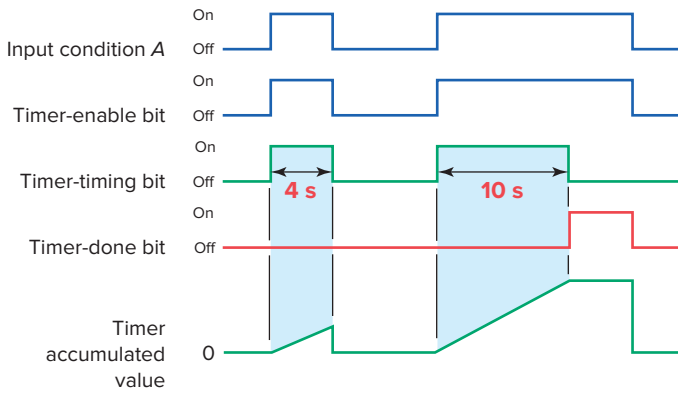 On
Input condition A
Off
On
Timer-enable bit
Off
On
Timer-timing bit
Off
4 s
10 s
On
Timer-done bit
Off
Timer
accumulated
value
0